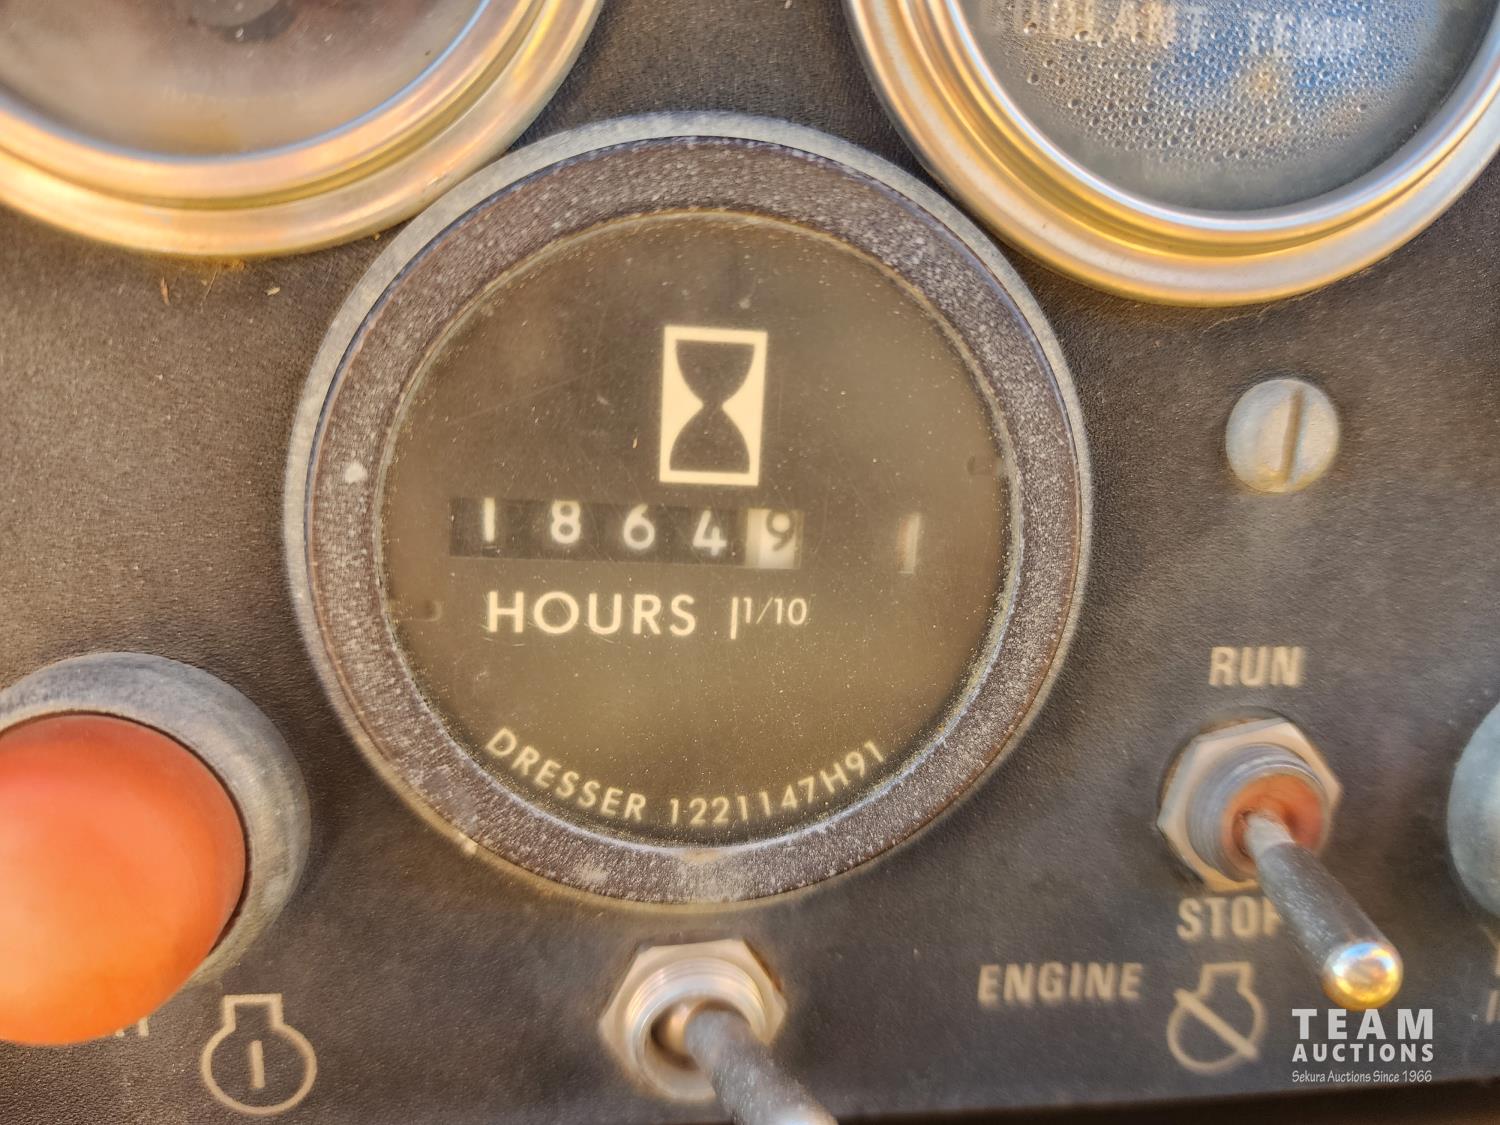 COOLANT TEMP
18649
HOURS 1/10
DRESSER 1221147H91
RUN
STOP
ENGINE
TEAM
AUCTIONS
Sekura Auctions Since 1966